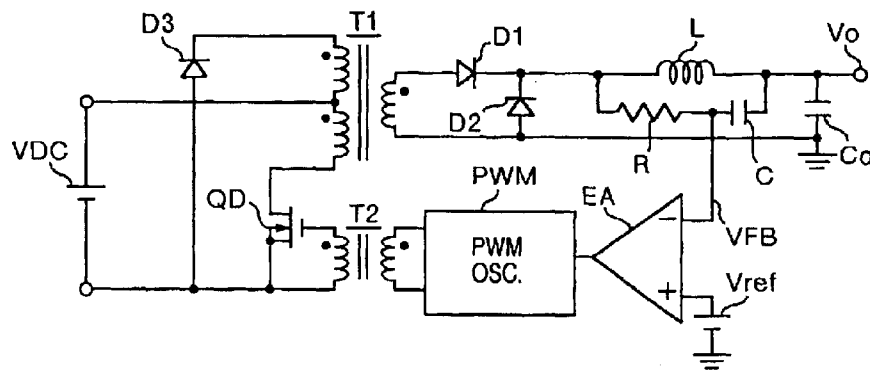 D3
T1
D1
L
Vo
D2
R
C
Co
VDC
QD
T2
PWM
PWM
OSC.
EA
−
+
VFB
Vref